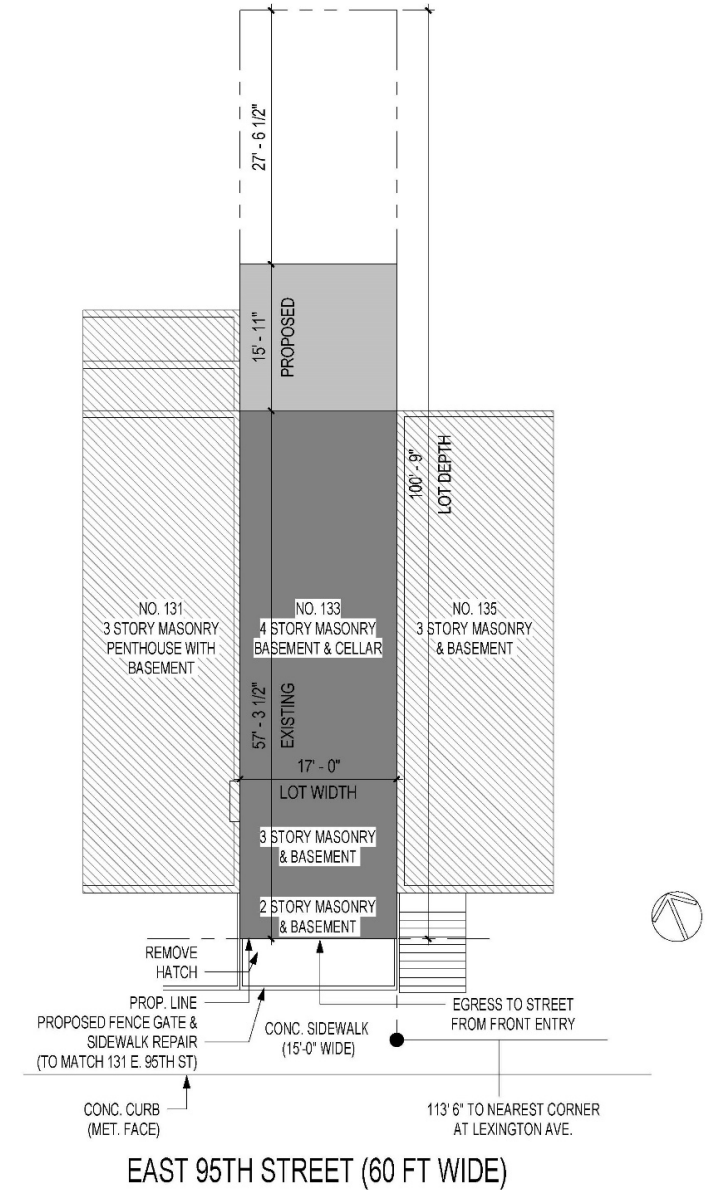 27' - 6 1/2"
15' - 11"
PROPOSED
100' - 9"
LOT DEPTH
NO. 131
3 STORY MASONRY
PENTHOUSE WITH
BASEMENT
NO. 133
4 STORY MASONRY
BASEMENT & CELLAR
NO. 135
3 STORY MASONRY
& BASEMENT
57' - 3 1/2"
EXISTING
17' - 0"
LOT WIDTH
3 STORY MASONRY
& BASEMENT
2 STORY MASONRY
& BASEMENT
REMOVE
HATCH
PROP. LINE
PROPOSED FENCE GATE &
SIDEWALK REPAIR
(TO MATCH 131 E. 95TH ST)
CONC. SIDEWALK
(15'-0" WIDE)
EGRESS TO STREET
FROM FRONT ENTRY
CONC. CURB
(MET. FACE)
113' 6" TO NEAREST CORNER
AT LEXINGTON AVE.
EAST 95TH STREET (60 FT WIDE)